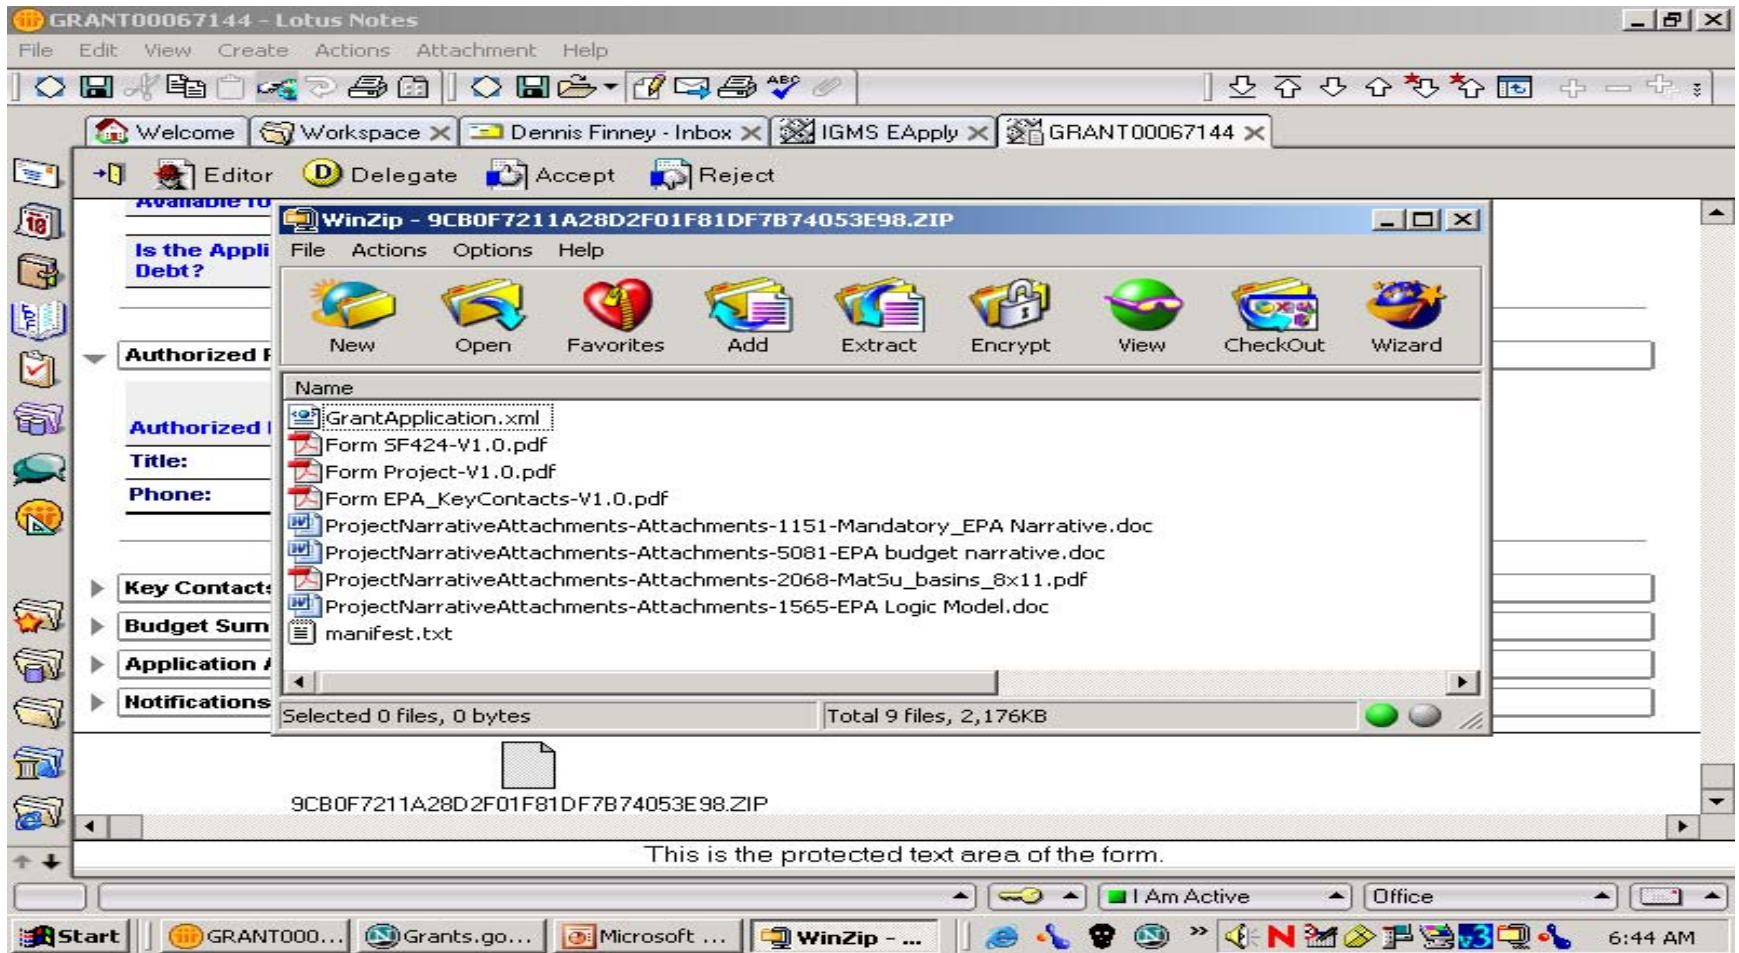 GRANT00067144 - Lotus Notes
File Edit View Create Actions Attachment Help
Welcome Workspace Dennis Finney - Inbox IGMS EApply GRANT00067144
Editor Delegate Accept Reject
WinZip - 9CB0F7211A28D2F01F81DF7B74053E98.ZIP
File Actions Options Help
Is the Appli
Debt?
New Open Favorites Add Extract Encrypt View CheckOut Wizard
Authorized
Name
GrantApplication.xml
Form SF424-V1.0.pdf
Authorized
Form Project-V1.0.pdf
Title:
Form EPA_KeyContacts-V1.0.pdf
Phone:
ProjectNarrativeAttachments-Attachments-1151-Mandatory_EPA Narrative.doc
ProjectNarrativeAttachments-Attachments-5081-EPA budget narrative.doc
ProjectNarrativeAttachments-Attachments-2068-MatSu_basins_8x11.pdf
Key Contacts
ProjectNarrativeAttachments-Attachments-1565-EPA Logic Model.doc
Budget Sum
manifest.txt
Application
Notifications
Selected 0 files, 0 bytes Total 9 files, 2,176KB
9CB0F7211A28D2F01F81DF7B74053E98.ZIP
This is the protected text area of the form.
I Am Active Office
Start GRANT000... Grants.go... Microsoft ... WinZip - ... 6:44 AM